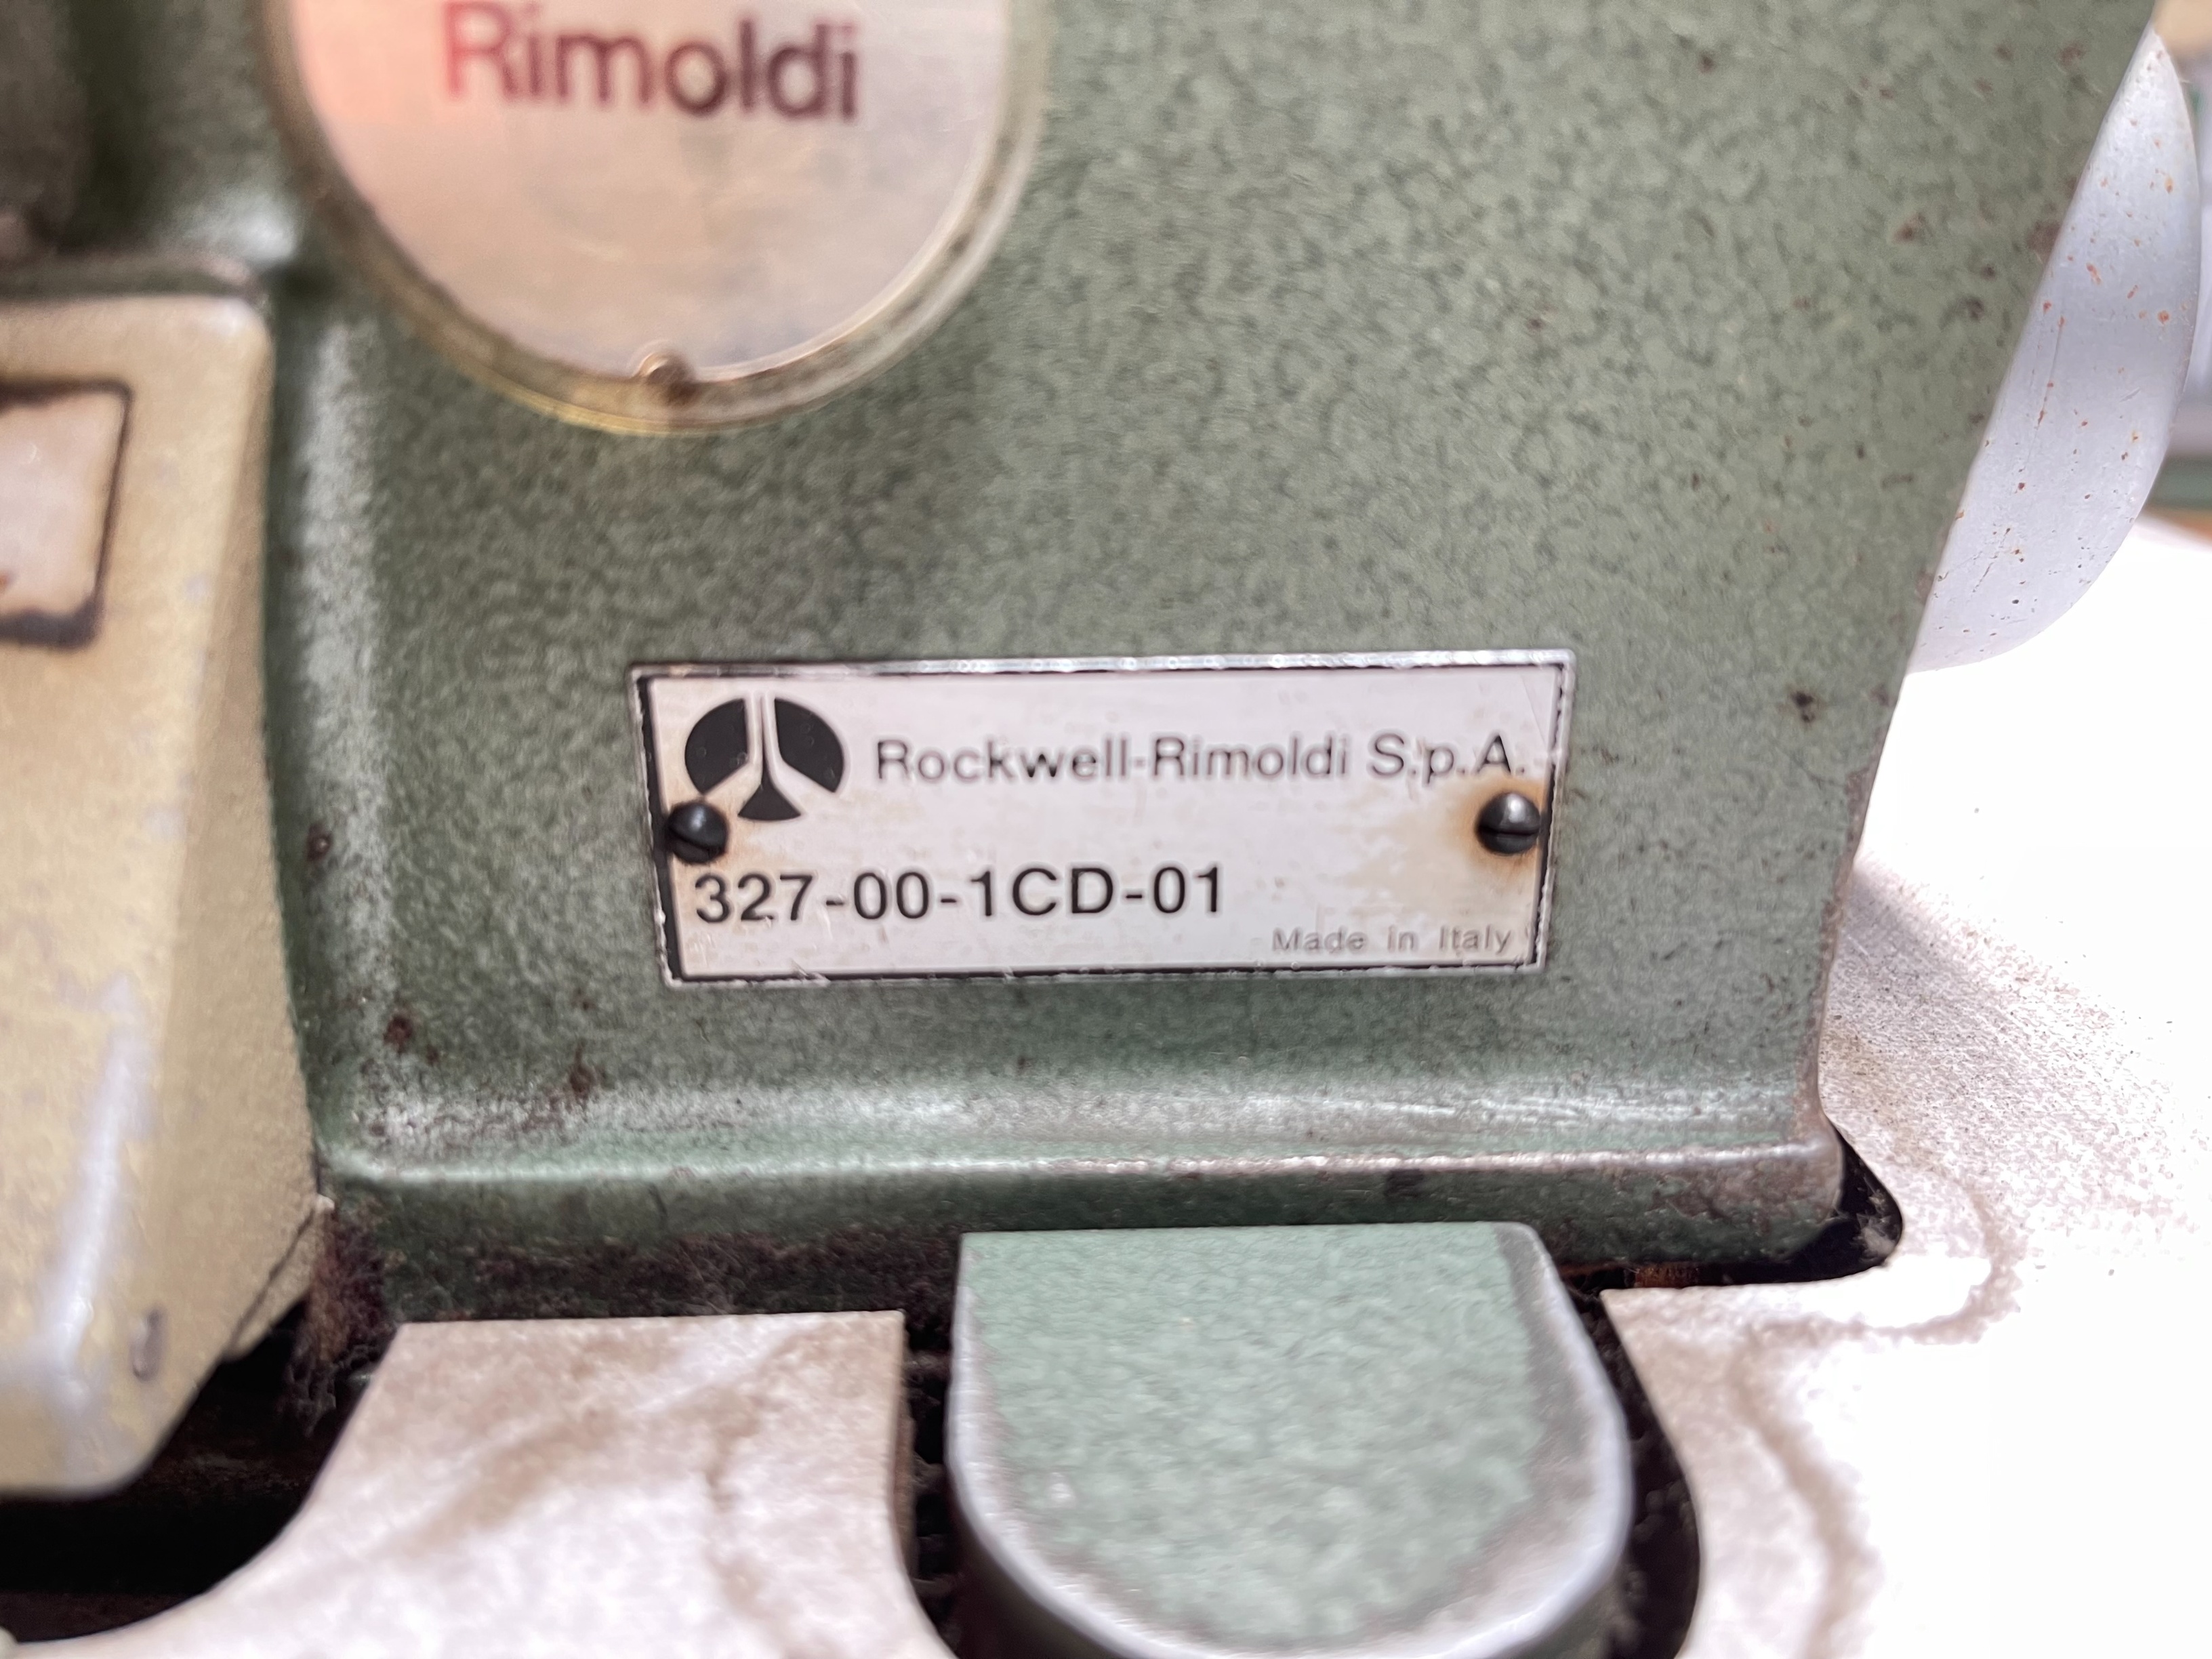 Rimoldi
Rockwell-Rimoldi S.p.A.
327-00-1CD-01
Made in Italy